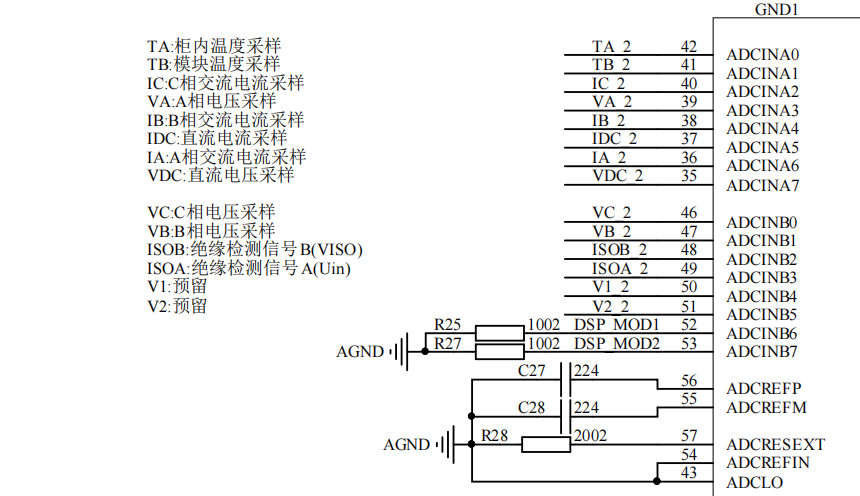 GND1
TA:柜内温度采样 TA_2 42 ADCINA0
TB:模块温度采样 TB_2 41 ADCINA1
IC:C相交流电流采样 IC_2 40 ADCINA2
VA:A相电压采样 VA_2 39 ADCINA3
IB:B相交流电流采样 IB_2 38 ADCINA4
IDC:直流电流采样 IDC_2 37 ADCINA5
IA:A相交流电流采样 IA_2 36 ADCINA6
VDC:直流电压采样 VDC_2 35 ADCINA7
VC:C相电压采样 VC_2 46 ADCINB0
VB:B相电压采样 VB_2 47 ADCINB1
ISOB:绝缘检测信号B(VISO) ISOB_2 48 ADCINB2
ISOA:绝缘检测信号A(Uin) ISOA_2 49 ADCINB3
V1:预留 V1_2 50 ADCINB4
V2:预留 V2_2 51 ADCINB5
R25 1002 DSP_MOD1 52 ADCINB6
AGND R27 1002 DSP_MOD2 53 ADCINB7
C27 224 56 ADCREFP
C28 224 55 ADCREFM
AGND R28 2002 57 ADCRESEXT
54 ADCREFIN
43 ADCLO